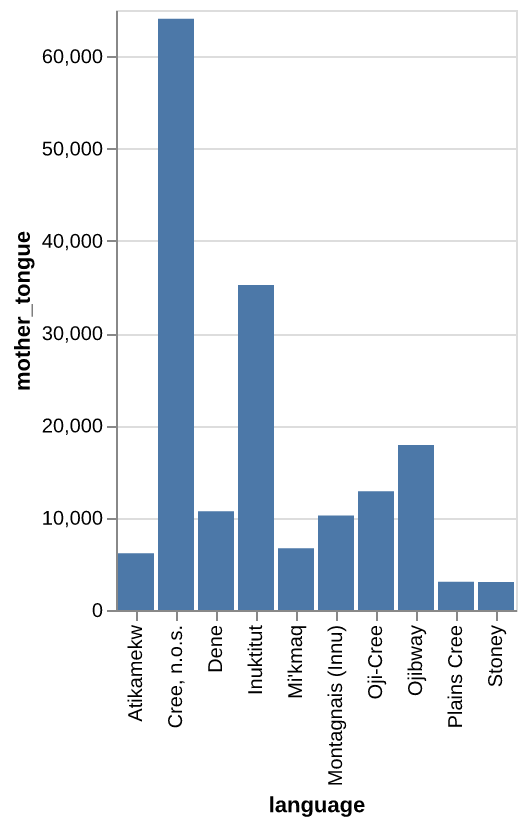 60,000
50,000
40,000
30,000
20,000
10,000
0
mother_tongue
Atikamekw
Cree, n.o.s.
Dene
Inuktitut
Mi'kmaq
Montagnais (Innu)
Oji-Cree
Ojibway
Plains Cree
Stoney
language